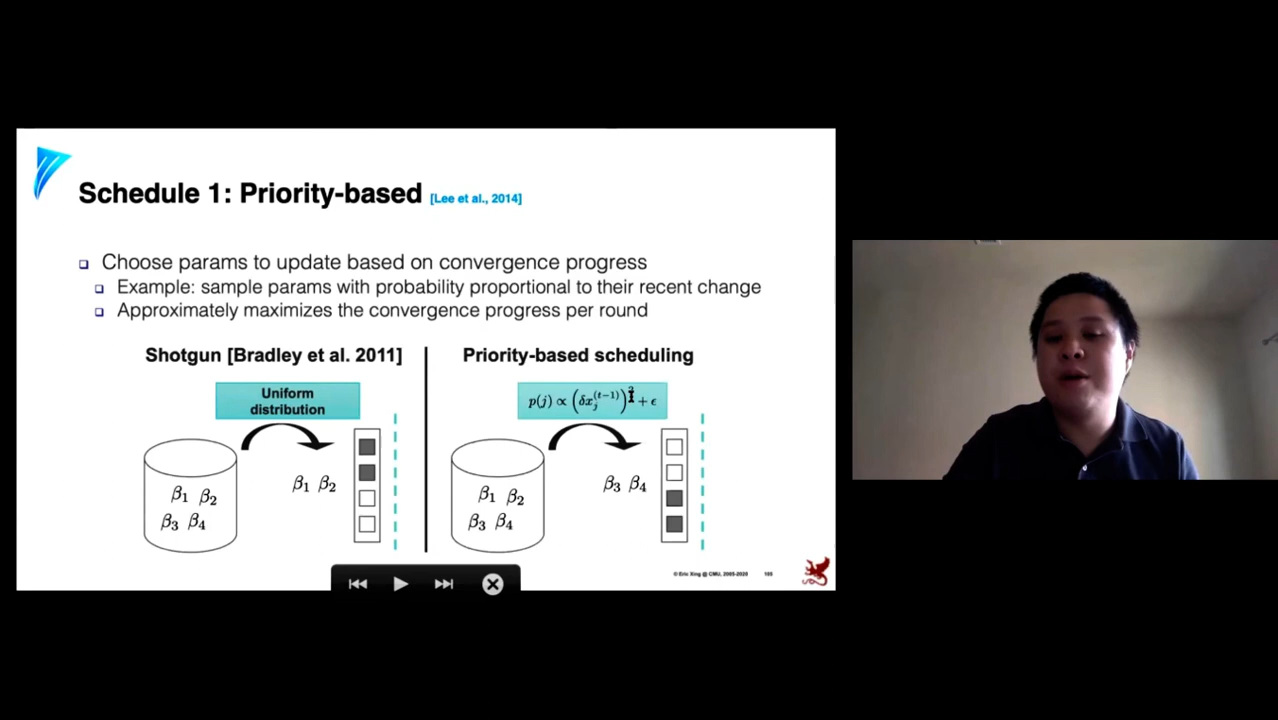 Schedule 1: Priority-based [Lee et al., 2014]
Choose params to update based on convergence progress
Example: sample params with probability proportional to their recent change
Approximately maximizes the convergence progress per round
Shotgun [Bradley et al. 2011]
Uniform
distribution
β₁ β₂
β₃ β₄
β₁ β₂
Priority-based scheduling
p(j) ∝ (δx_j^(t−1))² + ϵ
β₁ β₂
β₃ β₄
β₃ β₄
© Eric Xing @ CMU, 2005-2020 105